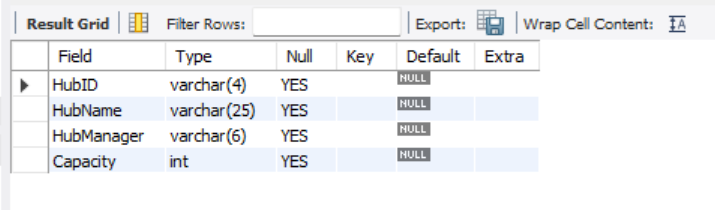 Result Grid Filter Rows: Export: Wrap Cell Content: IA
Field Type Null Key Default Extra
HubID varchar(4) YES NULL
HubName varchar(25) YES NULL
HubManager varchar(6) YES NULL
Capacity int YES NULL